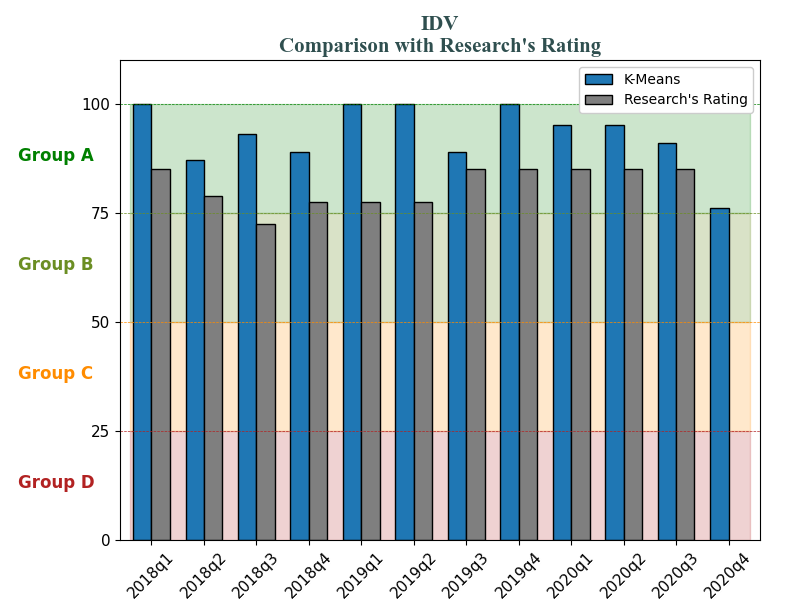 IDV
Comparison with Research's Rating
K-Means
Research's Rating
100
Group A
75
Group B
50
Group C
25
Group D
0
2018q1
2018q2
2018q3
2018q4
2019q1
2019q2
2019q3
2019q4
2020q1
2020q2
2020q3
2020q4